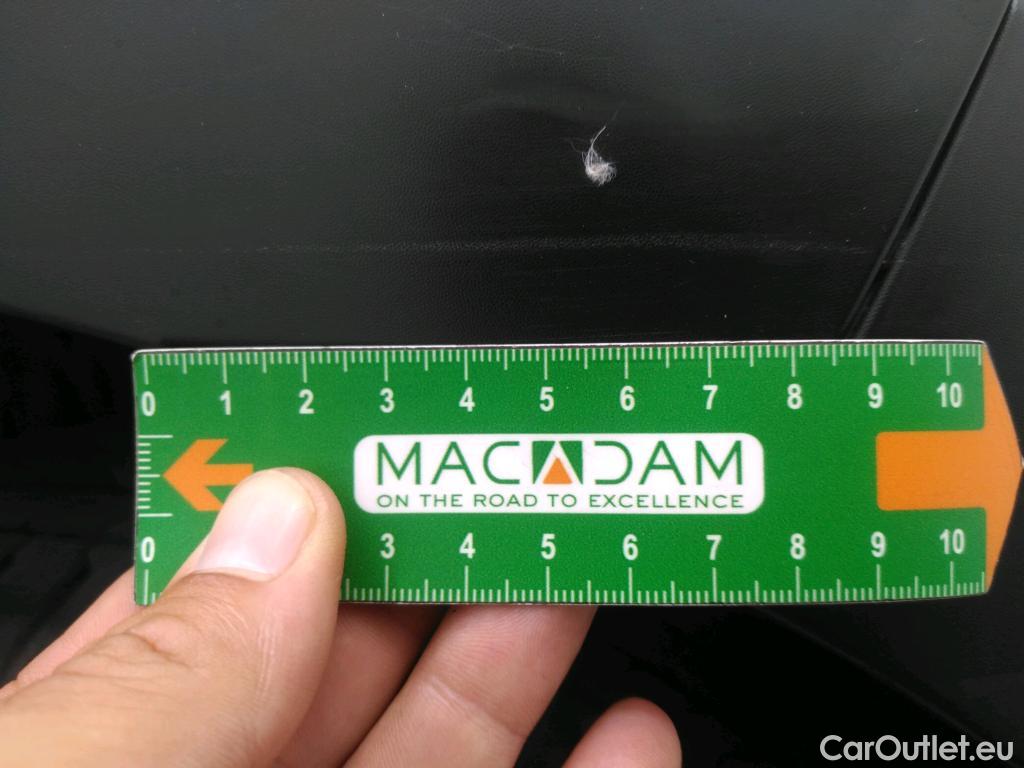 0 1 2 3 4 5 6 7 8 9 10
MACADAM
ON THE ROAD TO EXCELLENCE
0 3 4 5 6 7 8 9 10
CarOutlet.eu